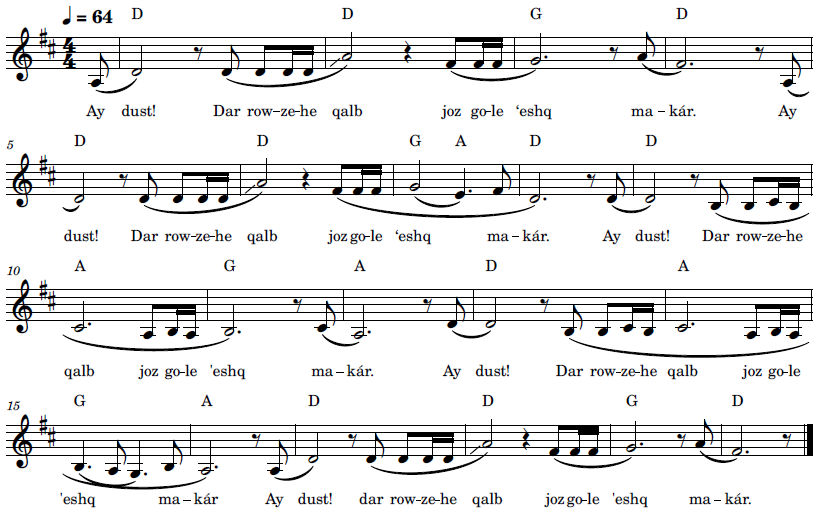 ♩ = 64
D D G D
4/4
Ay dust! Dar row–ze–he qalb joz go–le ‘eshq ma – kár. Ay
5
D D G A D D
dust! Dar row–ze–he qalb joz go–le ‘eshq ma – kár. Ay dust! Dar row–ze–he
10
A G A D A
qalb joz go–le 'eshq ma – kár. Ay dust! Dar row–ze–he qalb joz go–le
15
G A D D G D
'eshq ma – kár Ay dust! dar row–ze–he qalb joz go–le 'eshq ma – kár.